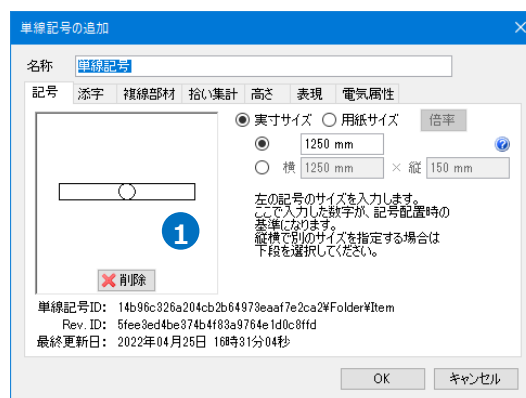 単線記号の追加
名称 単線記号
記号 添字 複線部材 拾い集計 高さ 表現 電気属性
実寸サイズ 用紙サイズ 倍率
1250 mm
横 1250 mm × 縦 150 mm
左の記号のサイズを入力します。
ここで入力した数字が、記号配置時の
基準になります。
縦横で別のサイズを指定する場合は
下段を選択してください。
1
削除
単線記号ID: 14b96c326a204cb2b64973eaaf7e2ca2¥Folder¥Item
Rev. ID: 5fee3ed4be374b4f83a9764e1d0c8ffd
最終更新日: 2022年04月25日 16時31分04秒
OK キャンセル